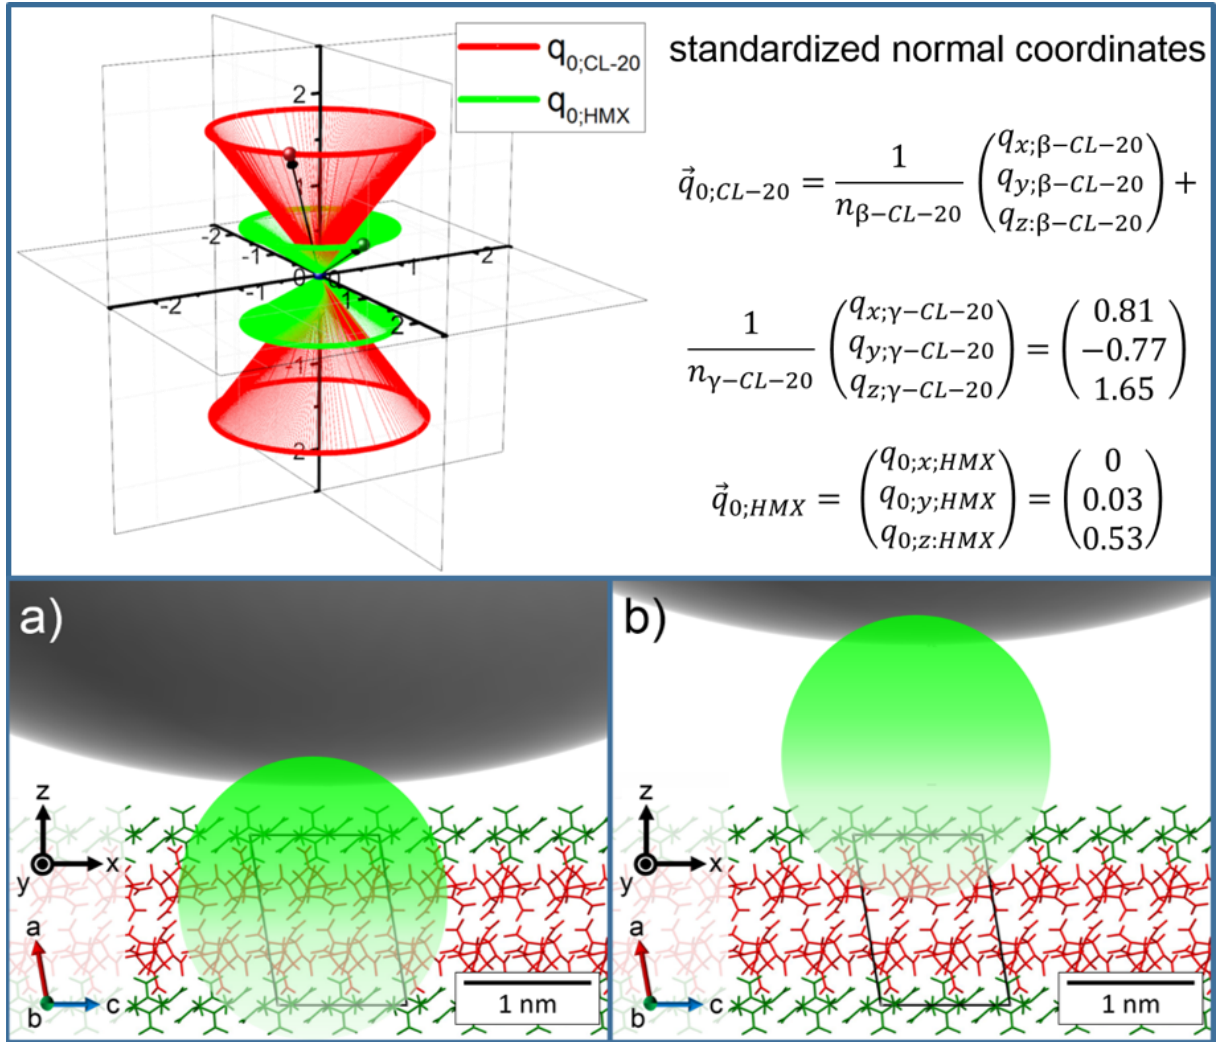 q0;CL-20
q0;HMX
standardized normal coordinates
2
1
-2
-1
0
0
1
2
-2
-1
1
2
-1
2
q⃗0;CL-20 = 1/nβ−CL−20 (qx;β−CL−20
qy;β−CL−20
qz:β−CL−20) +
1/nγ−CL−20 (qx;γ−CL−20
qy;γ−CL−20
qz;γ−CL−20) = (0.81
−0.77
1.65)
q⃗0;HMX = (q0;x;HMX
q0;y;HMX
q0;z:HMX) = (0
0.03
0.53)
a)
z
x
y
a
b
c
1 nm
b)
z
x
y
a
b
c
1 nm